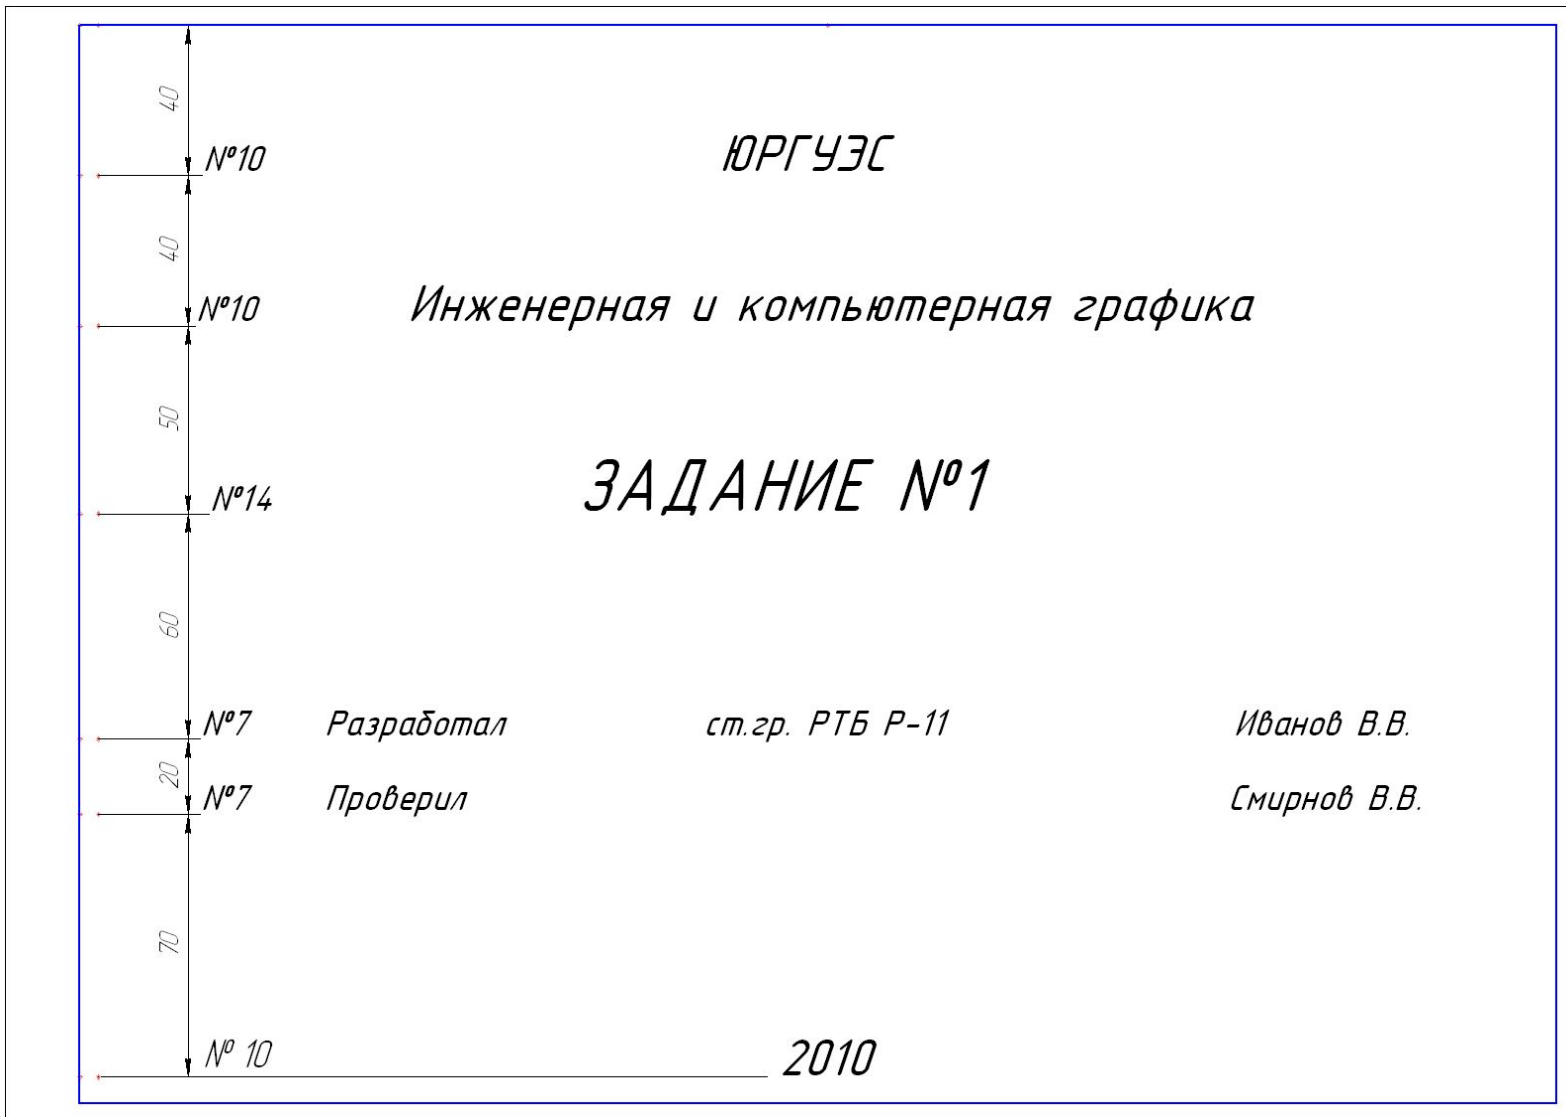 40
№10 ЮРГУЭС
40
№10 Инженерная и компьютерная графика
50
№14 ЗАДАНИЕ №1
60
№7 Разработал ст.гр. РТБ Р-11 Иванов В.В.
20
№7 Проверил Смирнов В.В.
70
№ 10 2010